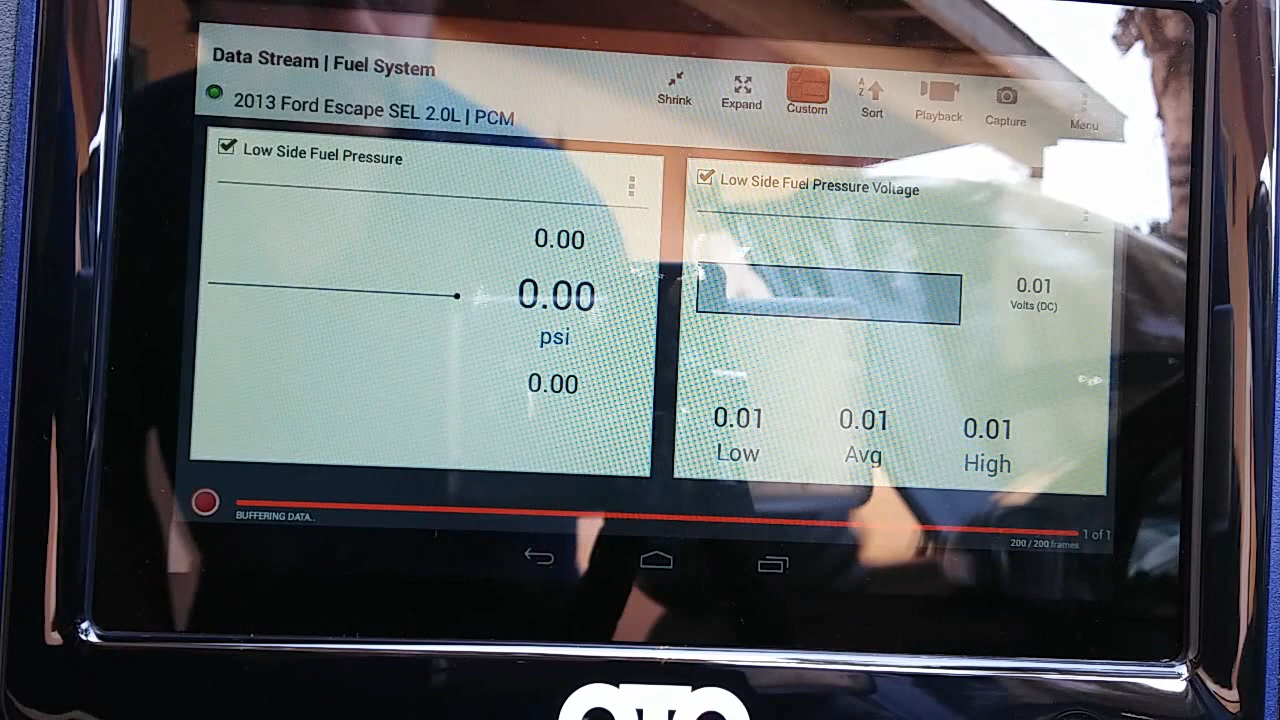 Data Stream | Fuel System
Shrink
Expand
Custom
Sort
Playback
Capture
Menu
2013 Ford Escape SEL 2.0L | PCM
Low Side Fuel Pressure
0.00
0.00
psi
0.00
Low Side Fuel Pressure Voltage
0.01
Volts (DC)
0.01 0.01 0.01
Low Avg High
BUFFERING DATA..
1 of 1
200 / 200 frames